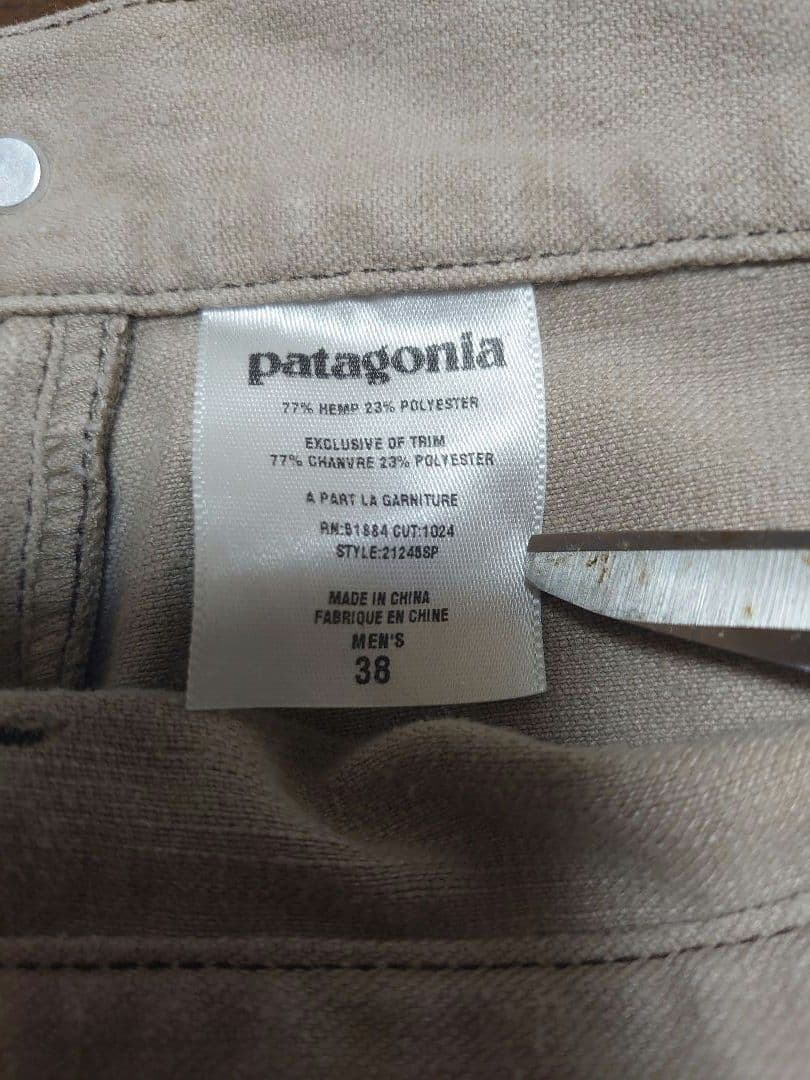 patagonia
77% HEMP 23% POLYESTER
EXCLUSIVE OF TRIM
77% CHANVRE 23% POLYESTER
A PART LA GARNITURE
RN:51884 CUT:1024
STYLE:21245SP
MADE IN CHINA
FABRIQUE EN CHINE
MEN'S
38